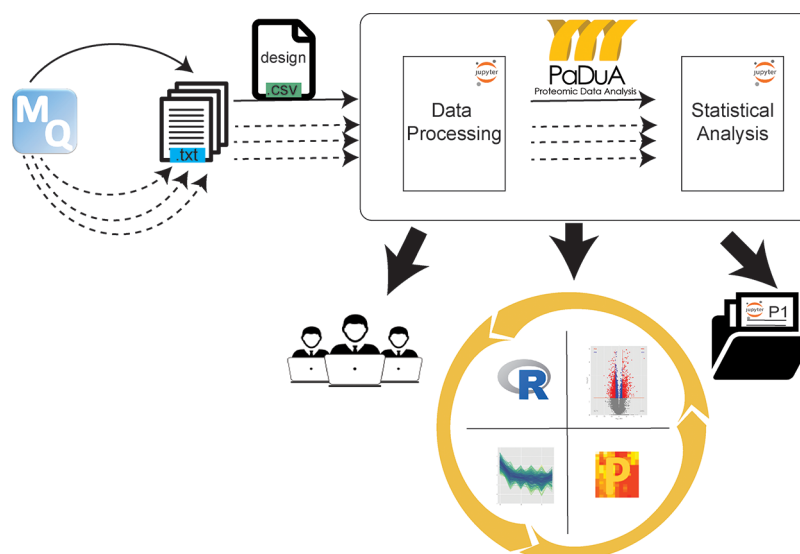 design
.CSV
PaDuA
Proteomic Data Analysis
jupyter
jupyter
M
Q
Data
Processing
Statistical
Analysis
.txt
jupyter
P1
R
P